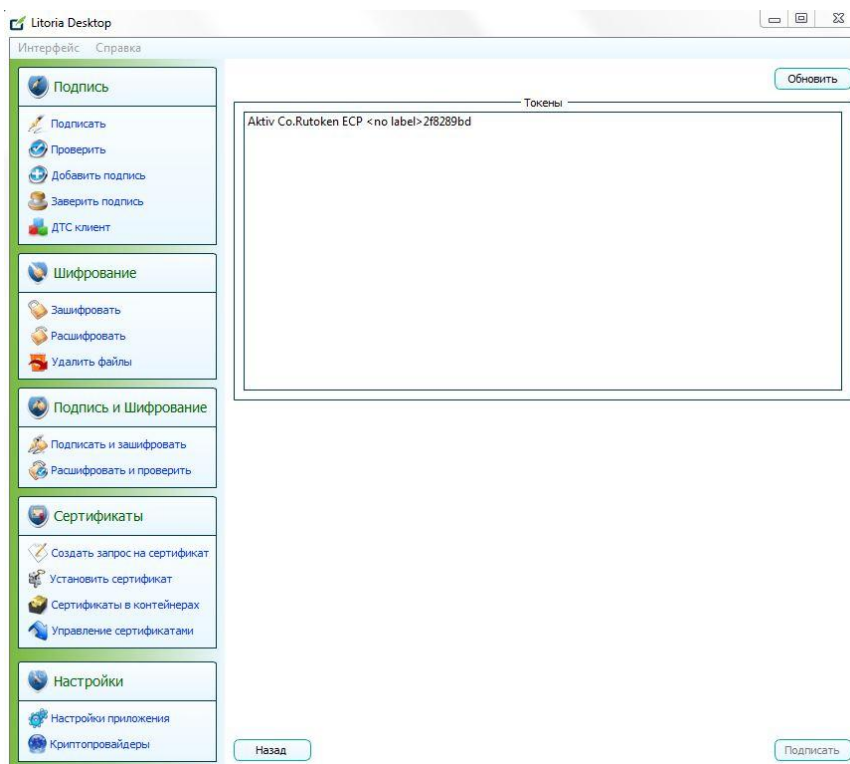 Litoria Desktop
Интерфейс Справка
Подпись
Подписать
Проверить
Добавить подпись
Заверить подпись
ДТС клиент
Шифрование
Зашифровать
Расшифровать
Удалить файлы
Подпись и Шифрование
Подписать и зашифровать
Расшифровать и проверить
Сертификаты
Создать запрос на сертификат
Установить сертификат
Сертификаты в контейнерах
Управление сертификатами
Настройки
Настройки приложения
Криптопровайдеры
Обновить
Токены
Aktiv Co.Rutoken ECP <no label>2f8289bd
Назад
Подписать